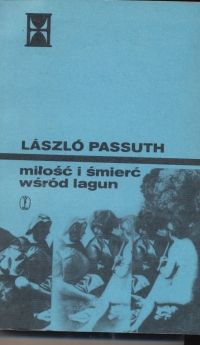 LÁSZLÓ PASSUTH
miłość i śmierć
wśród lagun